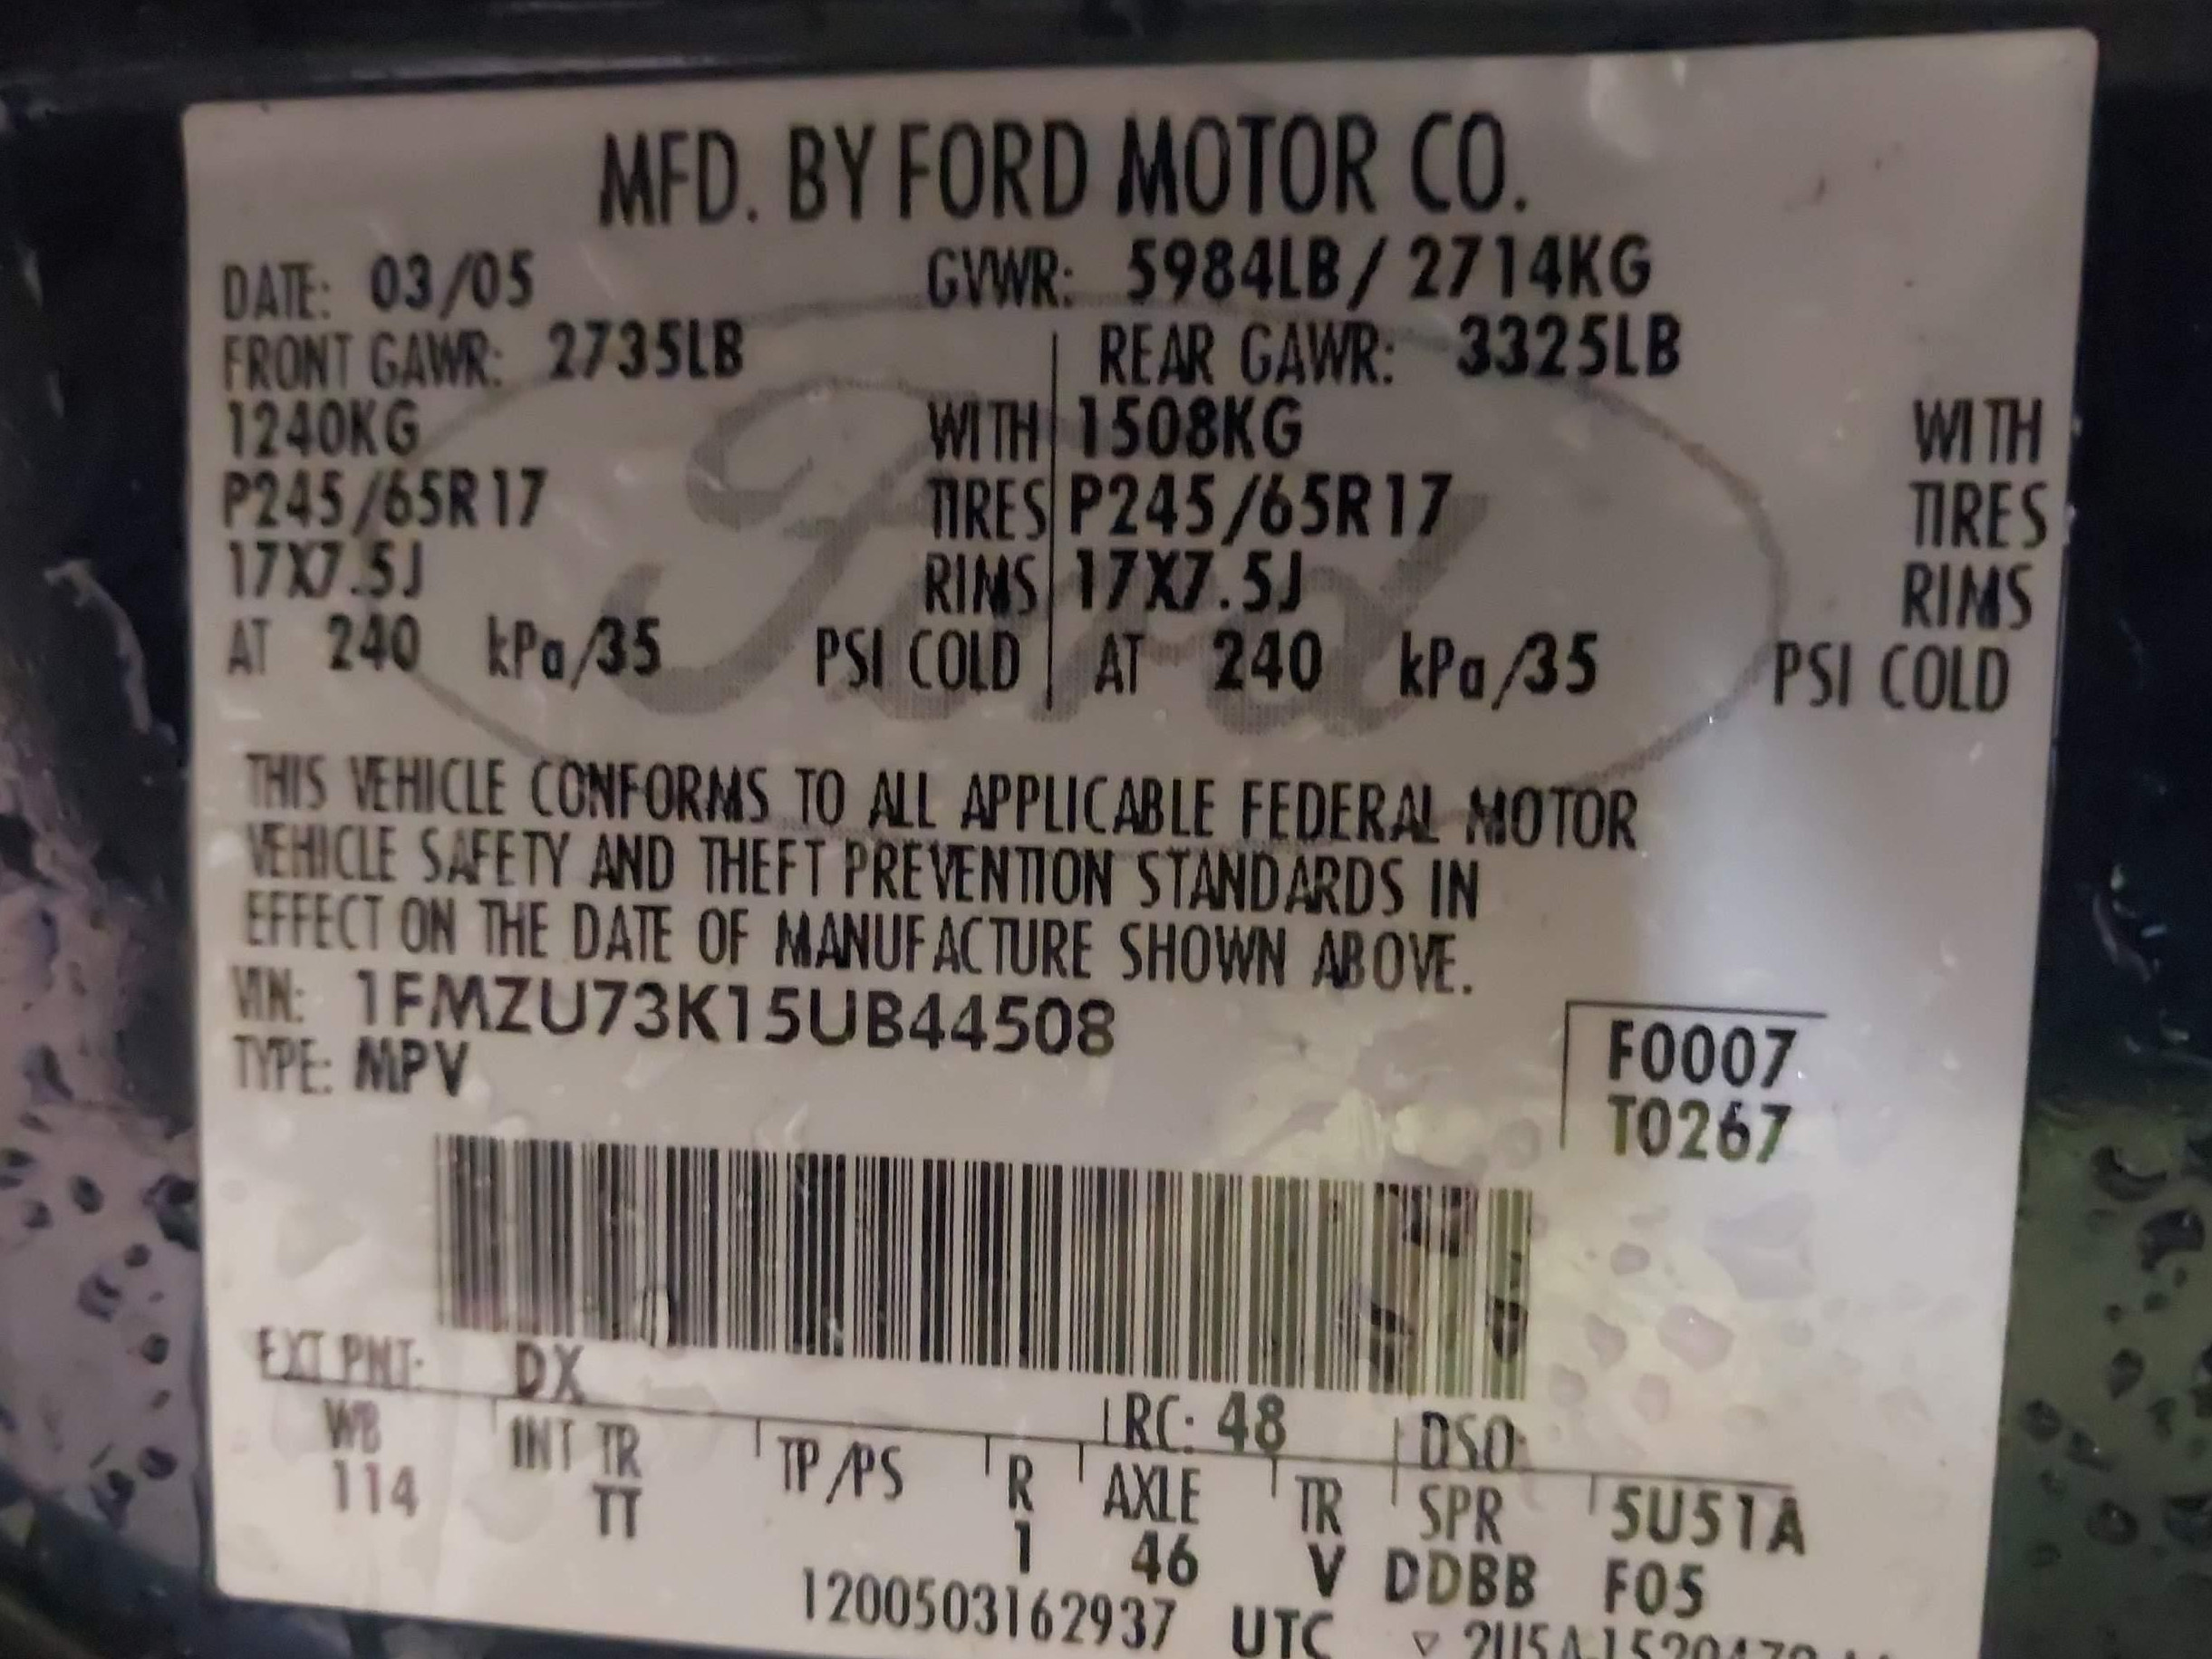 MFD. BY FORD MOTOR CO.
DATE: 03/05 GVWR: 5984LB/ 2714KG
FRONT GAWR: 2735LB REAR GAWR: 3325LB
1240KG WITH 1508KG WITH
P245/65R17 TIRES P245/65R17 TIRES
17X7.5J RIMS 17X7.5J RIMS
AT 240 kPa/35 PSI COLD AT 240 kPa/35 PSI COLD
Ford
THIS VEHICLE CONFORMS TO ALL APPLICABLE FEDERAL MOTOR
VEHICLE SAFETY AND THEFT PREVENTION STANDARDS IN
EFFECT ON THE DATE OF MANUFACTURE SHOWN ABOVE.
VIN: 1FMZU73K15UB44508
TYPE: MPV
F0007
T0267
EXT PNT: DX RC: 48 DSO:
WB INT TR TP/PS R AXLE TR SPR 5U51A
114 TT 1 46 V DDBB F05
1200503162937 UTC